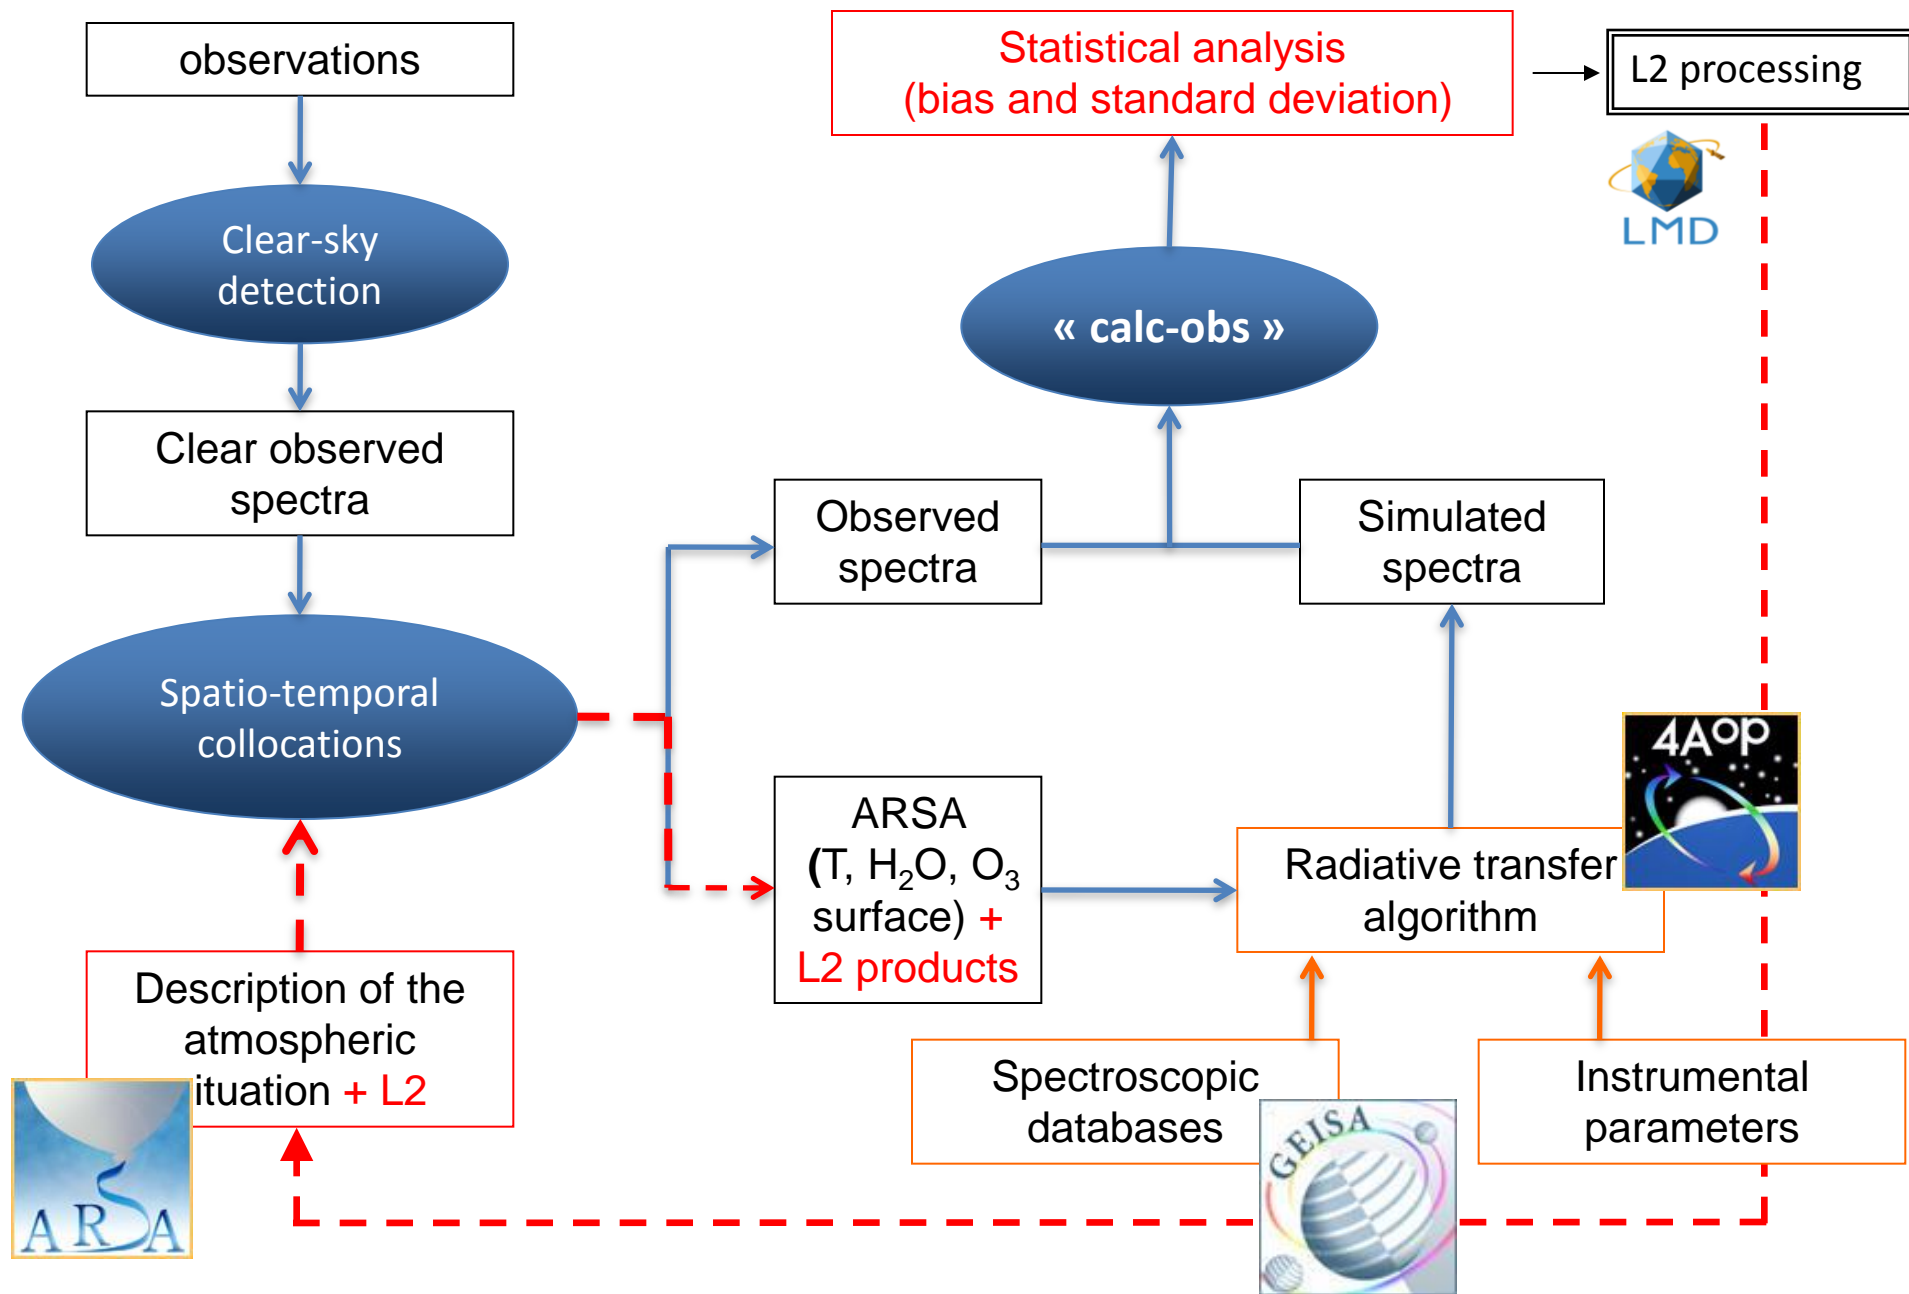 observations
Clear-sky
detection
Clear observed
spectra
Spatio-temporal
collocations
Description of the
atmospheric
ituation + L2
ARSA
Statistical analysis
(bias and standard deviation)
L2 processing
LMD
« calc-obs »
Observed
spectra
Simulated
spectra
ARSA
(T, H₂O, O₃
surface) +
L2 products
Radiative transfer
algorithm
4Aop
Spectroscopic
databases
GEISA
Instrumental
parameters